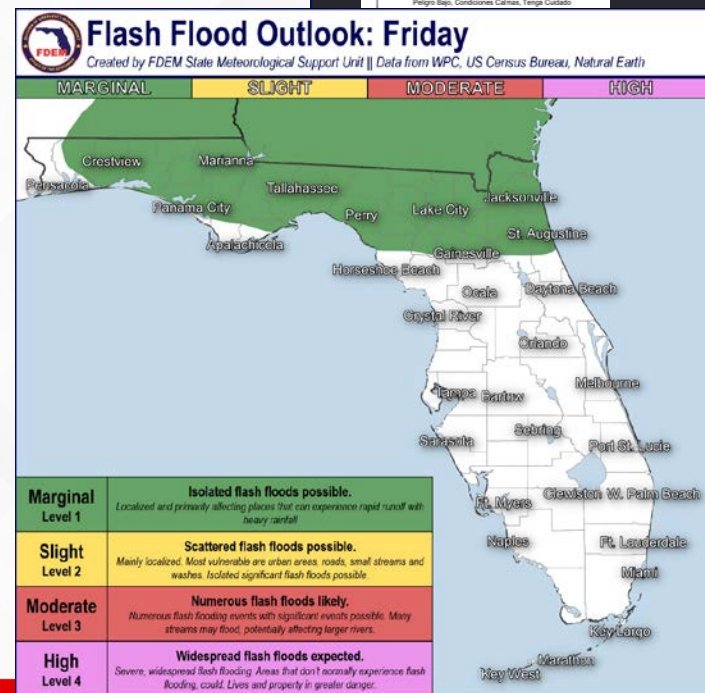 Peligro Bajo, Condiciones Calmas, Tenga Cuidado
FDEM
Flash Flood Outlook: Friday
Created by FDEM State Meteorological Support Unit || Data from WPC, US Census Bureau, Natural Earth
MARGINAL SLIGHT MODERATE HIGH
Crestview Marianna
Pensacola Tallahassee Jacksonville
Panama City Perry Lake City
Apalachicola St. Augustine
Gainesville
Horseshoe Beach
Ocala Daytona Beach
Crystal River
Orlando
Tampa Bartow Melbourne
Sebring
Sarasota Port St. Lucie
Ft. Myers Clewiston W. Palm Beach
Naples Ft. Lauderdale
Miami
Key Largo
Marathon
Key West
Marginal
Level 1
Isolated flash floods possible.
Localized and primarily affecting places that can experience rapid runoff with
heavy rainfall
Slight
Level 2
Scattered flash floods possible.
Mainly localized. Most vulnerable are urban areas, roads, small streams and
washes. Isolated significant flash floods possible.
Moderate
Level 3
Numerous flash floods likely.
Numerous flash flooding events with significant events possible. Many
streams may flood, potentially affecting larger rivers.
High
Level 4
Widespread flash floods expected.
Severe, widespread flash flooding. Areas that don't normally experience flash
flooding, could. Lives and property in greater danger.